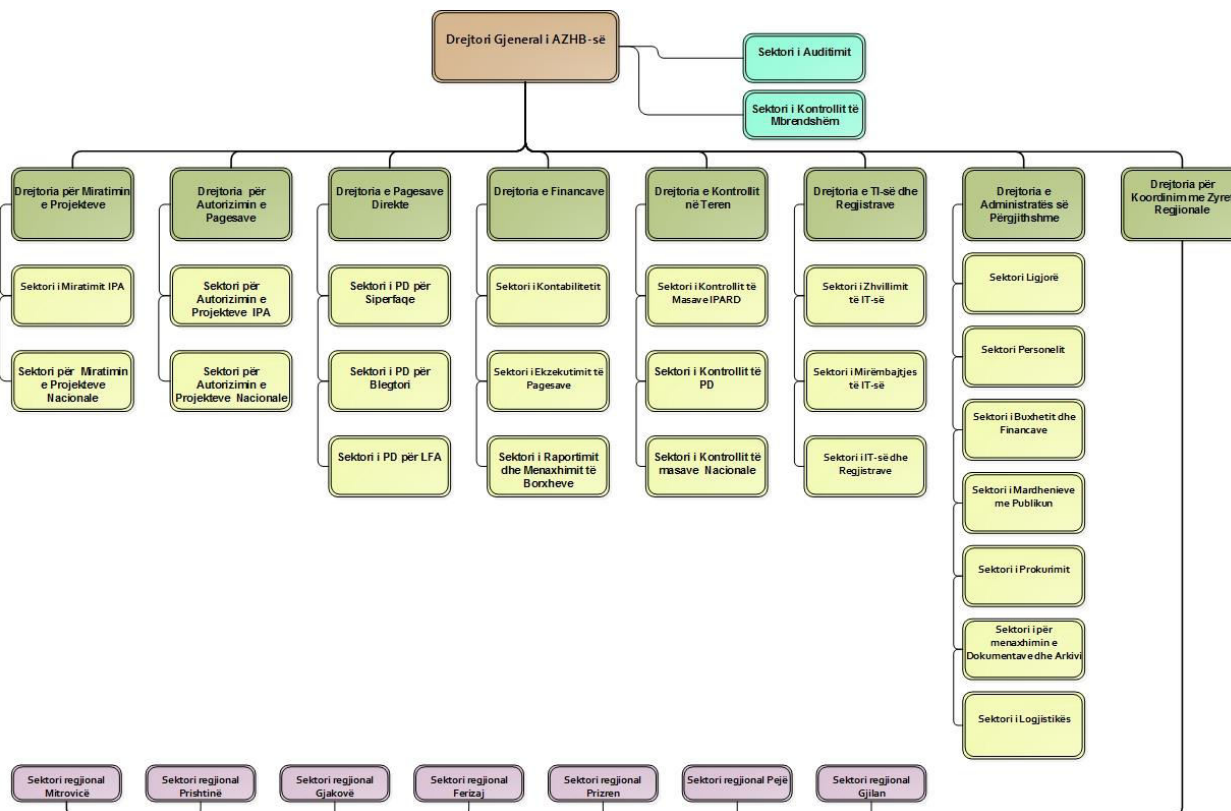 Drejtori Gjeneral i AZHB-së
Sektori i Auditimit
Sektori i Kontrollit të
Mbrendshëm
Drejtoria për Miratimin
e Projekteve
Drejtoria për
Autorizimin e
Pagesave
Drejtoria e Pagesave
Direkte
Drejtoria e Financave
Drejtoria e Kontrollit
në Teren
Drejtoria e TI-së dhe
Regjistrave
Drejtoria e
Administratës së
Përgjithshme
Drejtoria për
Koordinim me Zyret
Regjionale
Sektori i Miratimit IPA
Sektori për Miratimin
e Projekteve
Nacionale
Sektori për
Autorizimin e
Projekteve IPA
Sektori për
Autorizimin e
Projekteve Nacionale
Sektori i PD për
Siperfaqe
Sektori i PD për
Blegtori
Sektori i PD për LFA
Sektori i Kontabilitetit
Sektori i Ekzekutimit të
Pagesave
Sektori i Raportimit
dhe Menaxhimit të
Borxheve
Sektori i Kontrollit të
Masave IPARD
Sektori i Kontrollit të
PD
Sektori i Kontrollit të
masave Nacionale
Sektori i Zhvillimit
të IT-së
Sektori i Mirëmbajtjes
të IT-së
Sektori i IT-së dhe
Regjistrave
Sektori Ligjorë
Sektori Personelit
Sektori i Buxhetit dhe
Financave
Sektori i Mardhenieve
me Publikun
Sektori i Prokurimit
Sektori i për
menaxhimin e
Dokumentave dhe Arkivi
Sektori i Logjistikës
Sektori regjional
Mitrovicë
Sektori regjional
Prishtinë
Sektori regjional
Gjakovë
Sektori regjional
Ferizaj
Sektori regjional
Prizren
Sektori regjional Pejë
Sektori regjional
Gjilan